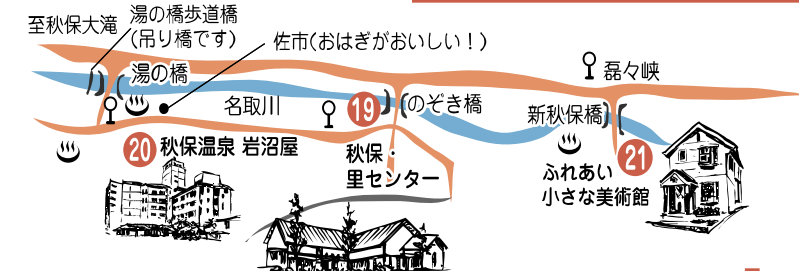 至秋保大滝
湯の橋歩道橋
(吊り橋です)
佐市(おはぎがおいしい！)
湯の橋
名取川
19
のぞき橋
磊々峡
新秋保橋
20
秋保温泉 岩沼屋
秋保・
里センター
21
ふれあい
小さな美術館